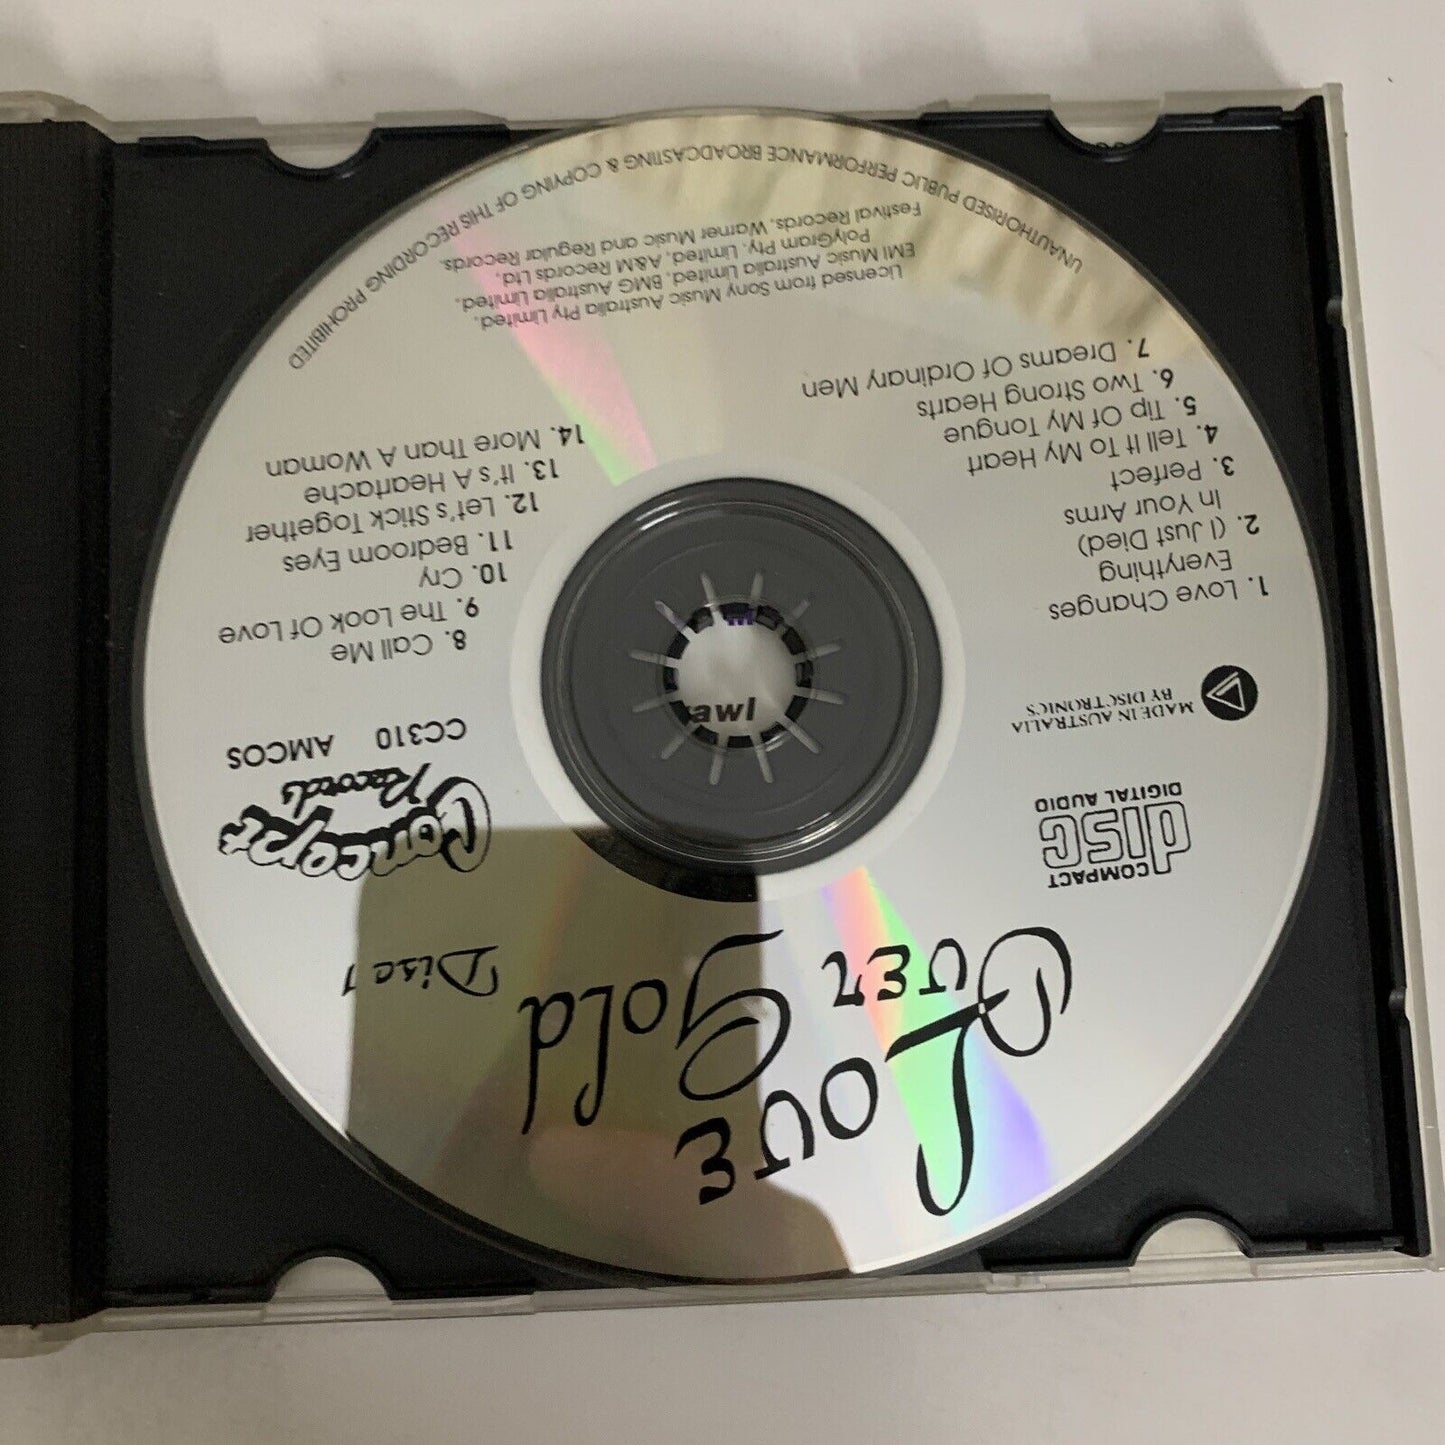 LOVE
OVER
Gold
Disc 1
COMPACT
disc
DIGITAL AUDIO
Concept
Records
MADE IN AUSTRALIA
BY DISCTRONICS
CC310 AMCOS
1. Love Changes
Everything
2. (I Just Died)
In Your Arms
3. Perfect
4. Tell It To My Heart
5. Tip Of My Tongue
6. Two Strong Hearts
7. Dreams Of Ordinary Men
8. Call Me
9. The Look Of Love
10. Cry
11. Bedroom Eyes
12. Let's Stick Together
13. It's A Heartache
14. More Than A Woman
Licensed from Sony Music Australia Pty Limited,
EMI Music Australia Limited, BMG Australia Limited,
PolyGram Pty. Limited, A&M Records Ltd,
Festival Records, Warner Music and Regular Records.
UNAUTHORISED PUBLIC PERFORMANCE BROADCASTING & COPYING OF THIS RECORDING PROHIBITED
awl